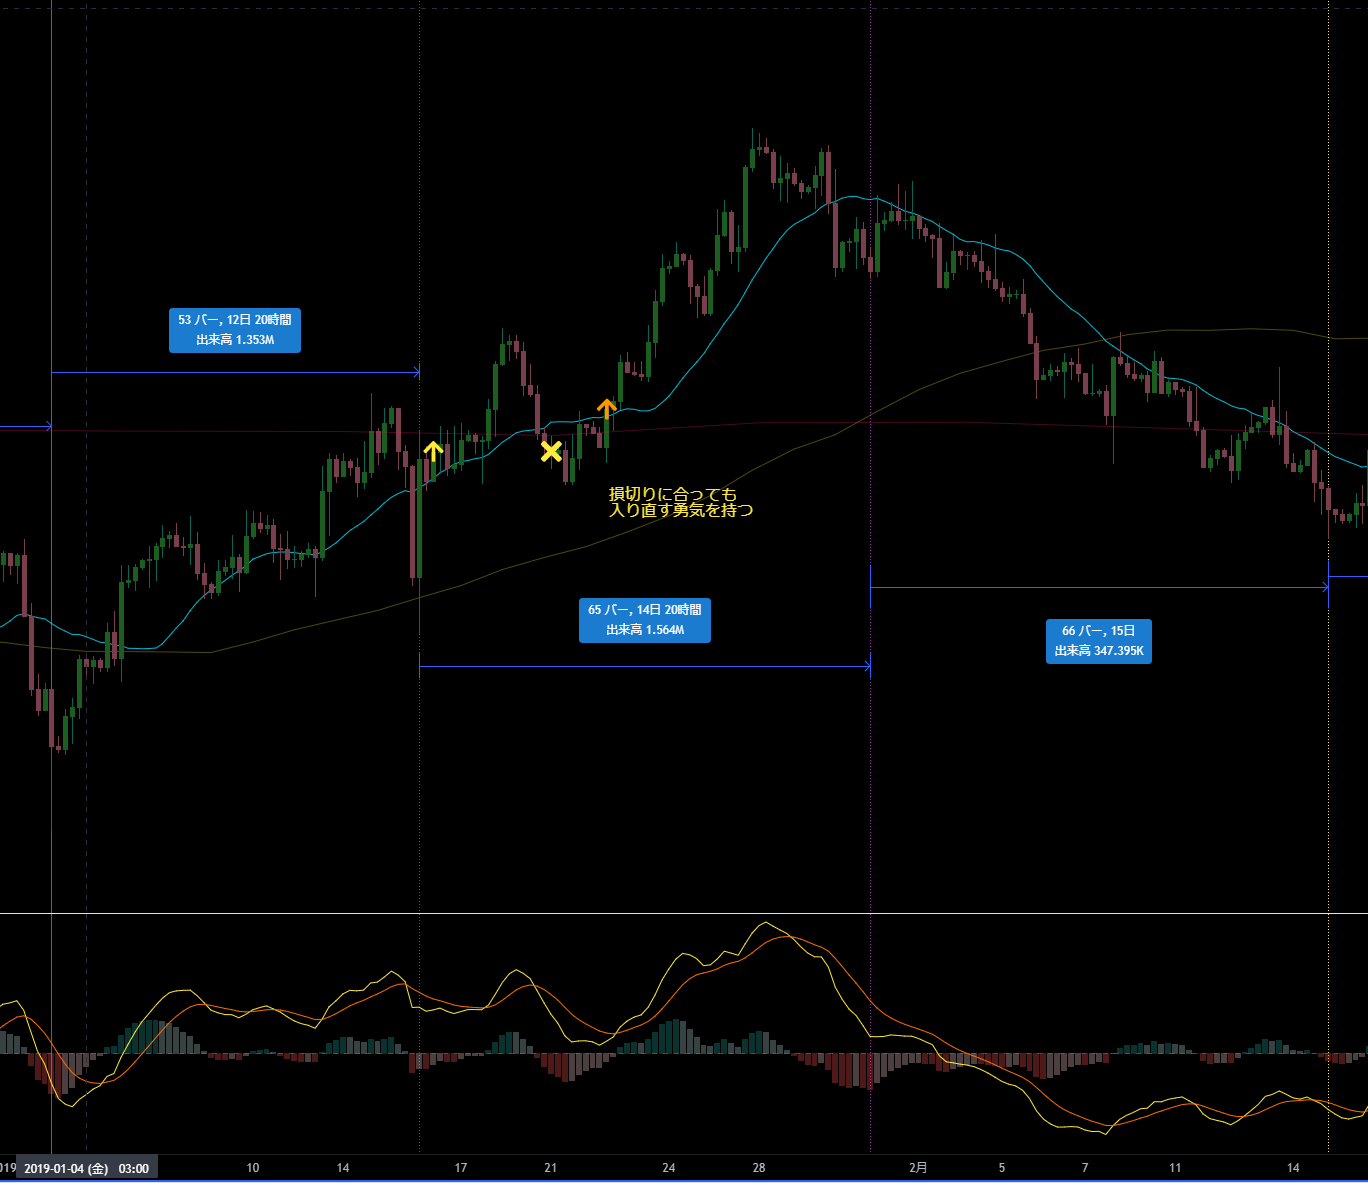 53 バー, 12日 20時間
出来高 1.353M
損切りに合っても
入り直す勇気を持つ
65 バー, 14日 20時間
出来高 1.564M
66 バー, 15日
出来高 347.395K
2019-01-04 (金) 03:00
10
14
17
21
24
28
2月
5
7
11
14